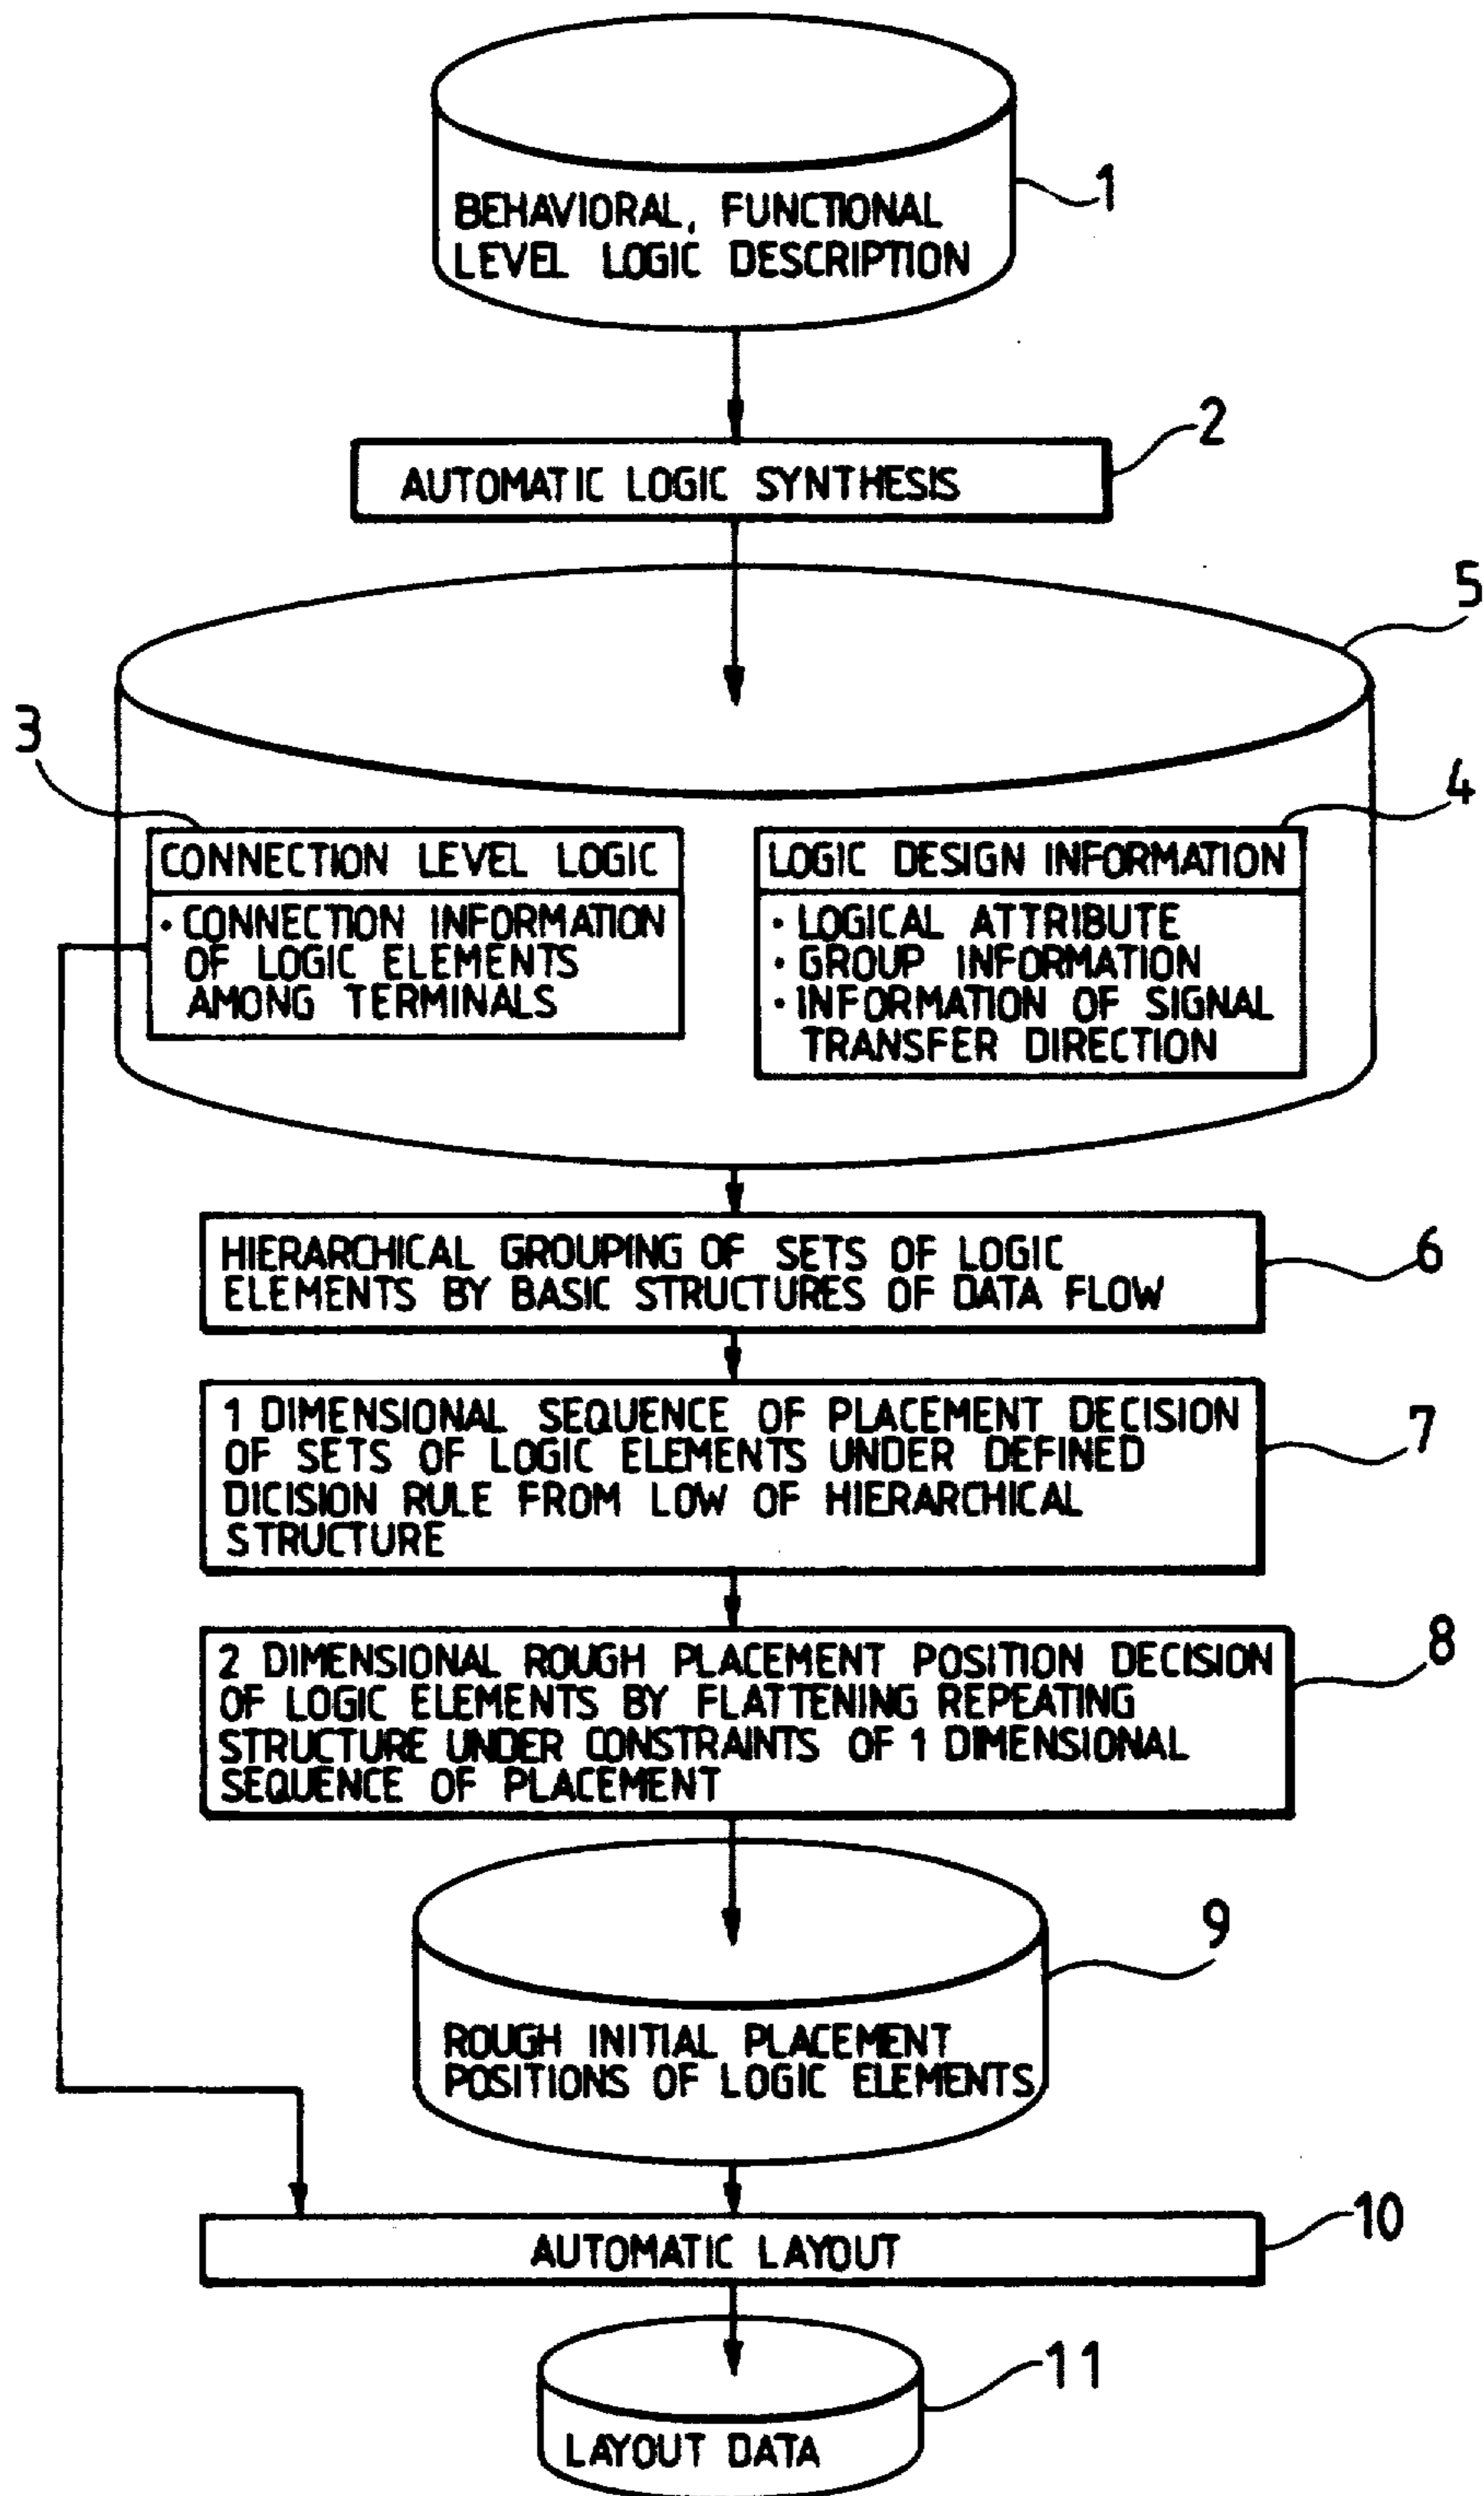 BEHAVIORAL, FUNCTIONAL
LEVEL LOGIC DESCRIPTION
1
AUTOMATIC LOGIC SYNTHESIS
2
5
3
4
CONNECTION LEVEL LOGIC
• CONNECTION INFORMATION
OF LOGIC ELEMENTS
AMONG TERMINALS
LOGIC DESIGN INFORMATION
• LOGICAL ATTRIBUTE
• GROUP INFORMATION
• INFORMATION OF SIGNAL
TRANSFER DIRECTION
HIERARCHICAL GROUPING OF SETS OF LOGIC
ELEMENTS BY BASIC STRUCTURES OF DATA FLOW
6
1 DIMENSIONAL SEQUENCE OF PLACEMENT DECISION
OF SETS OF LOGIC ELEMENTS UNDER DEFINED
DICISION RULE FROM LOW OF HIERARCHICAL
STRUCTURE
7
2 DIMENSIONAL ROUGH PLACEMENT POSITION DECISION
OF LOGIC ELEMENTS BY FLATTENING REPEATING
STRUCTURE UNDER CONSTRAINTS OF 1 DIMENSIONAL
SEQUENCE OF PLACEMENT
8
9
ROUGH INITIAL PLACEMENT
POSITIONS OF LOGIC ELEMENTS
AUTOMATIC LAYOUT
10
11
LAYOUT DATA